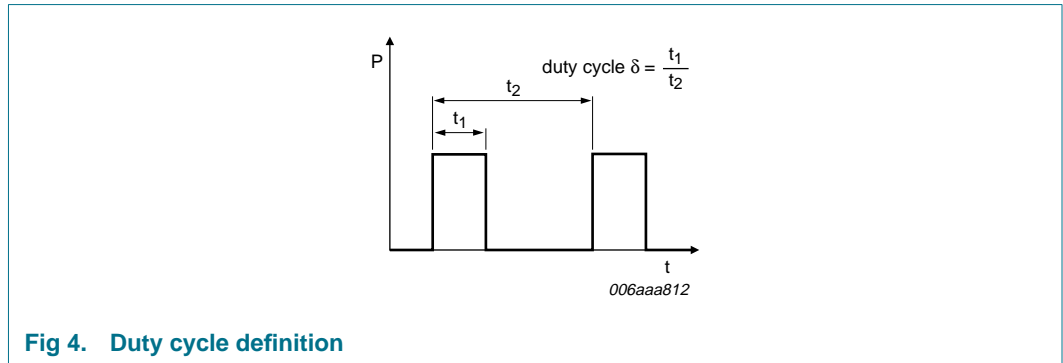 P
duty cycle δ = t1
t2
t2
t1
t
006aaa812
Fig 4. Duty cycle definition